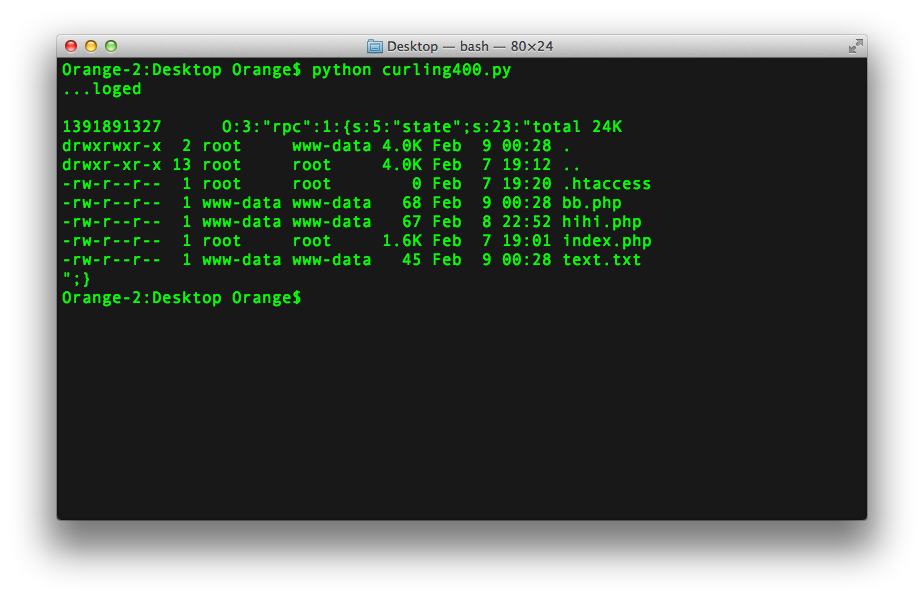 Desktop — bash — 80×24
Orange-2:Desktop Orange$ python curling400.py
...loged
1391891327      O:3:"rpc":1:{s:5:"state";s:23:"total 24K
drwxrwxr-x  2 root     www-data 4.0K Feb  9 00:28 .
drwxr-xr-x 13 root     root     4.0K Feb  7 19:12 ..
-rw-r--r--  1 root     root        0 Feb  7 19:20 .htaccess
-rw-r--r--  1 www-data www-data   68 Feb  9 00:28 bb.php
-rw-r--r--  1 www-data www-data   67 Feb  8 22:52 hihi.php
-rw-r--r--  1 root     root     1.6K Feb  7 19:01 index.php
-rw-r--r--  1 www-data www-data   45 Feb  9 00:28 text.txt
";}
Orange-2:Desktop Orange$